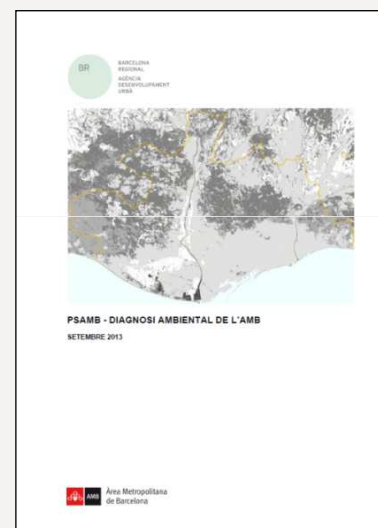 BR
BARCELONA
REGIONAL
AGÈNCIA
DESENVOLUPAMENT
URBÀ
PSAMB - DIAGNOSI AMBIENTAL DE L'AMB
SETEMBRE 2013
AMB
Àrea Metropolitana
de Barcelona